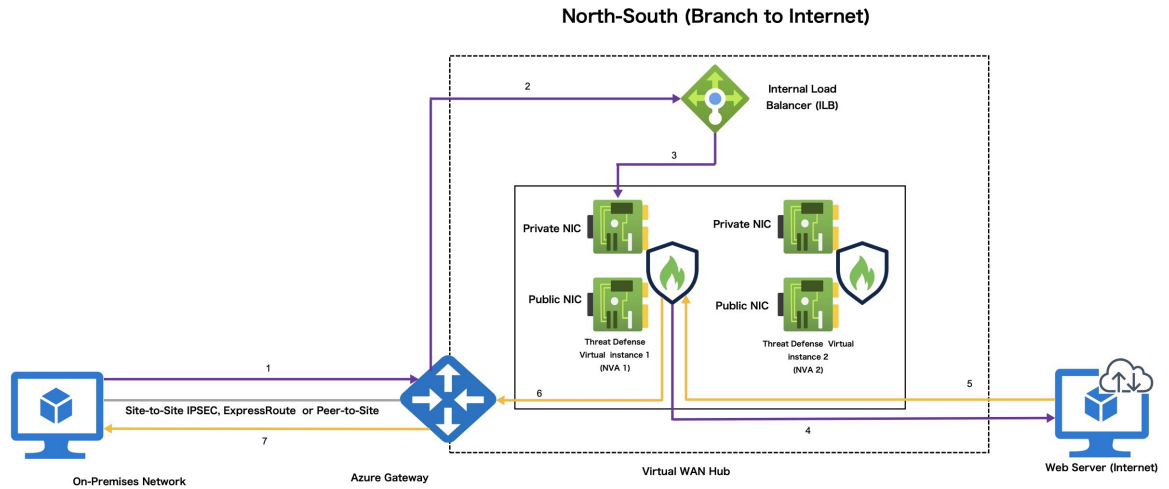 North-South (Branch to Internet)
2
Internal Load
Balancer (ILB)
3
Private NIC
Private NIC
Public NIC
Public NIC
Threat Defense
Virtual instance 1
(NVA 1)
Threat Defense Virtual
instance 2
(NVA 2)
1
6
5
Site-to-Site IPSEC, ExpressRoute or Peer-to-Site
7
4
Web Server (Internet)
Virtual WAN Hub
Azure Gateway
On-Premises Network